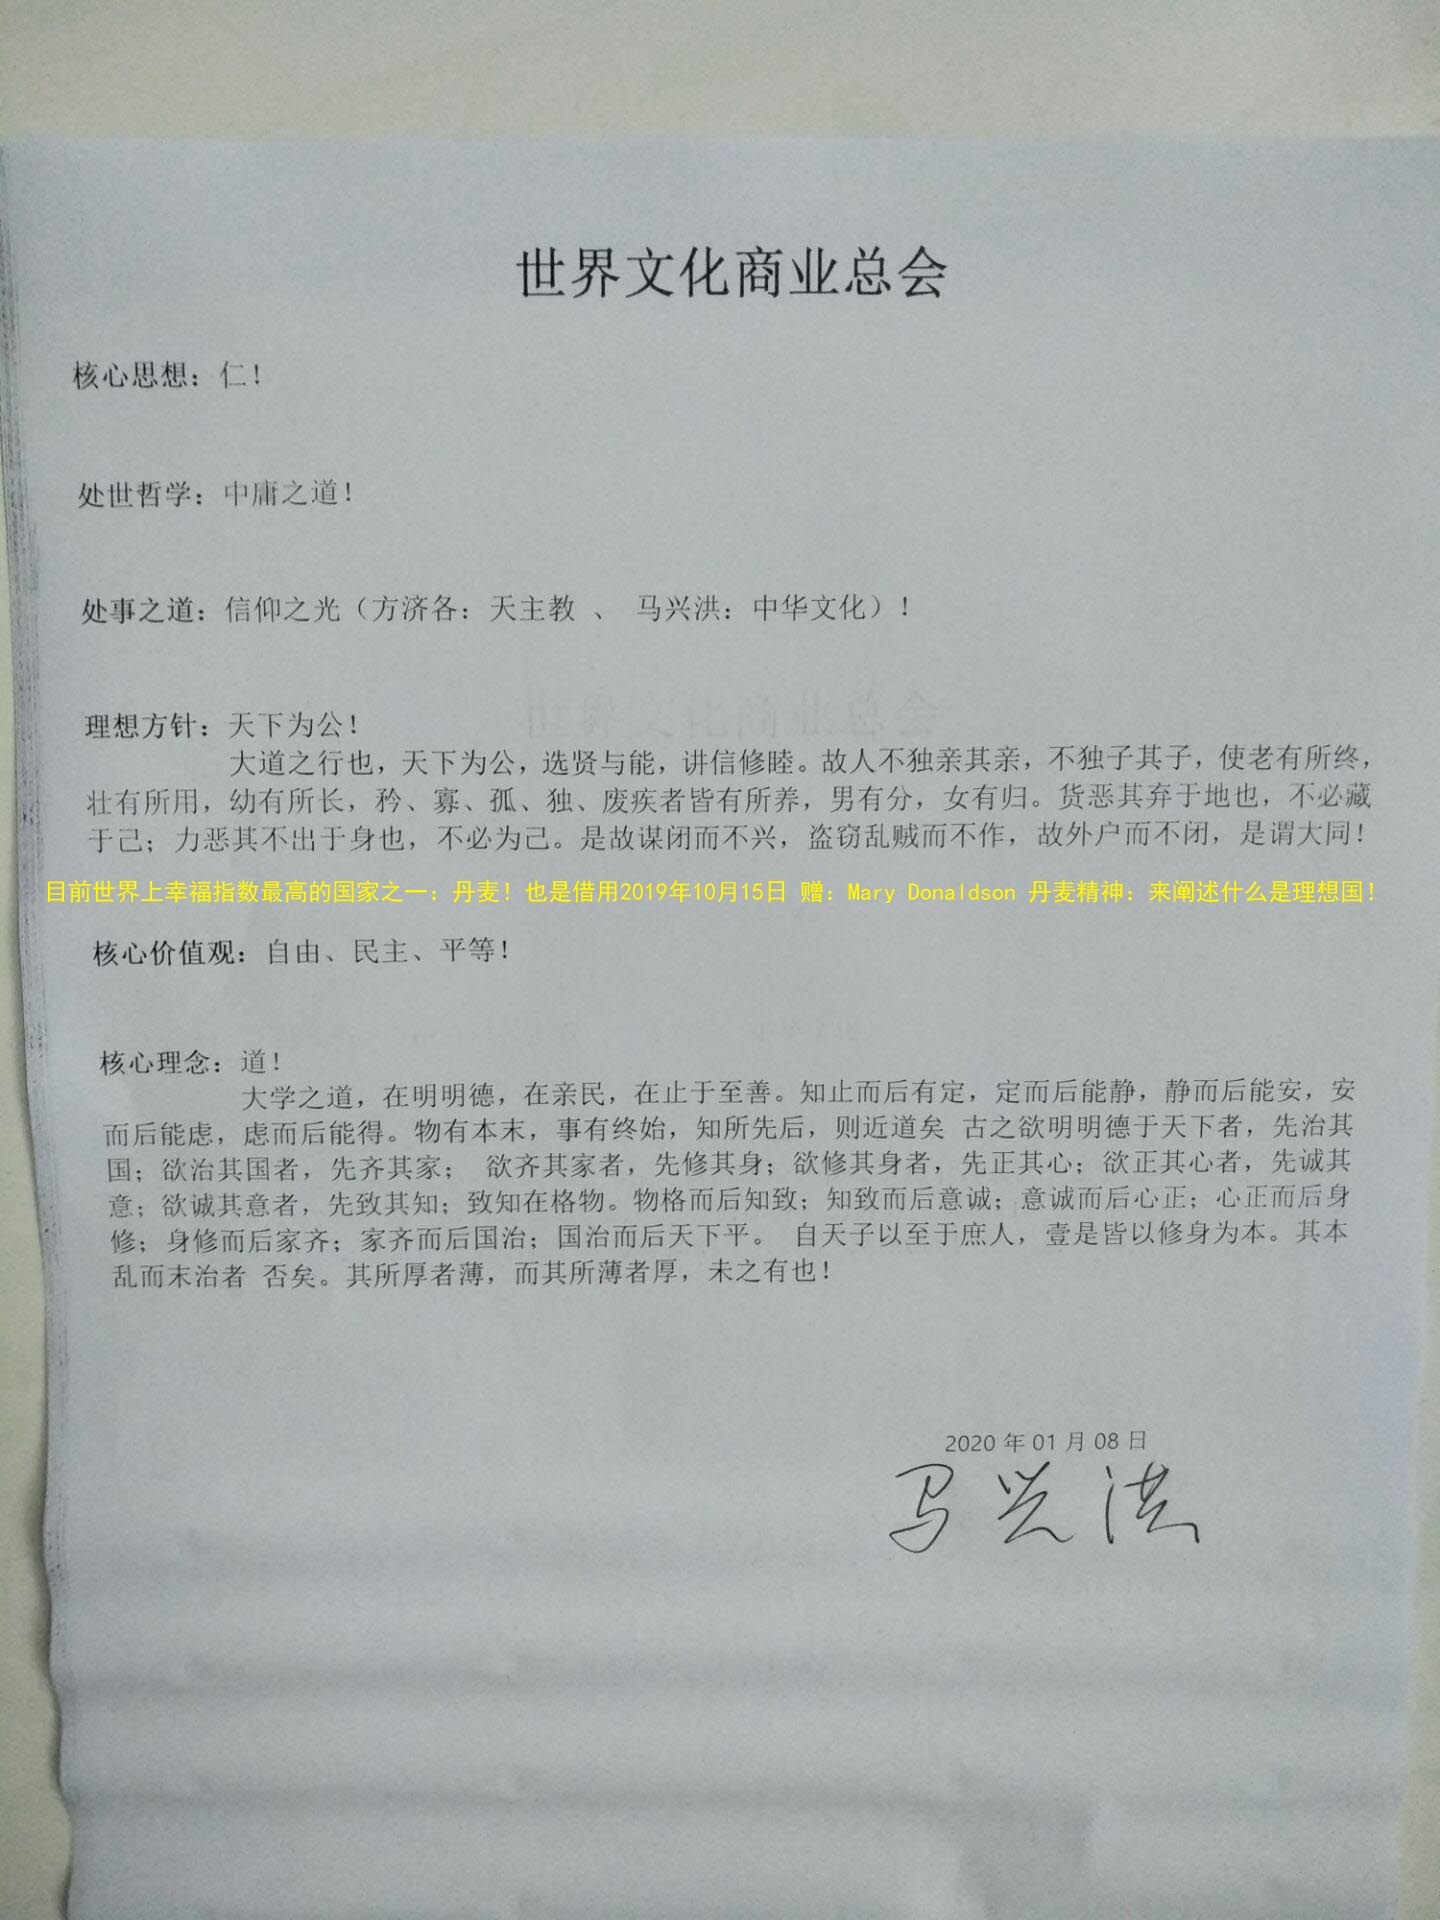 世界文化商业总会
核心思想：仁！
处世哲学：中庸之道！
处事之道：信仰之光（方济各：天主教 、 马兴洪：中华文化）！
理想方针：天下为公！
大道之行也，天下为公，选贤与能，讲信修睦。故人不独亲其亲，不独子其子，使老有所终，
壮有所用，幼有所长，矜、寡、孤、独、废疾者皆有所养，男有分，女有归。货恶其弃于地也，不必藏
于己；力恶其不出于身也，不必为己。是故谋闭而不兴，盗窃乱贼而不作，故外户而不闭，是谓大同！
目前世界上幸福指数最高的国家之一：丹麦！也是借用2019年10月15日 赠：Mary Donaldson 丹麦精神：来阐述什么是理想国！
核心价值观：自由、民主、平等！
核心理念：道！
大学之道，在明明德，在亲民，在止于至善。知止而后有定，定而后能静，静而后能安，安
而后能虑，虑而后能得。物有本末，事有终始，知所先后，则近道矣 古之欲明明德于天下者，先治其
国；欲治其国者，先齐其家； 欲齐其家者，先修其身；欲修其身者，先正其心；欲正其心者，先诚其
意；欲诚其意者，先致其知；致知在格物。物格而后知致；知致而后意诚；意诚而后心正；心正而后身
修；身修而后家齐；家齐而后国治；国治而后天下平。 自天子以至于庶人，壹是皆以修身为本。其本
乱而末治者 否矣。其所厚者薄，而其所薄者厚，未之有也！
2020年01月08日
马兴洪